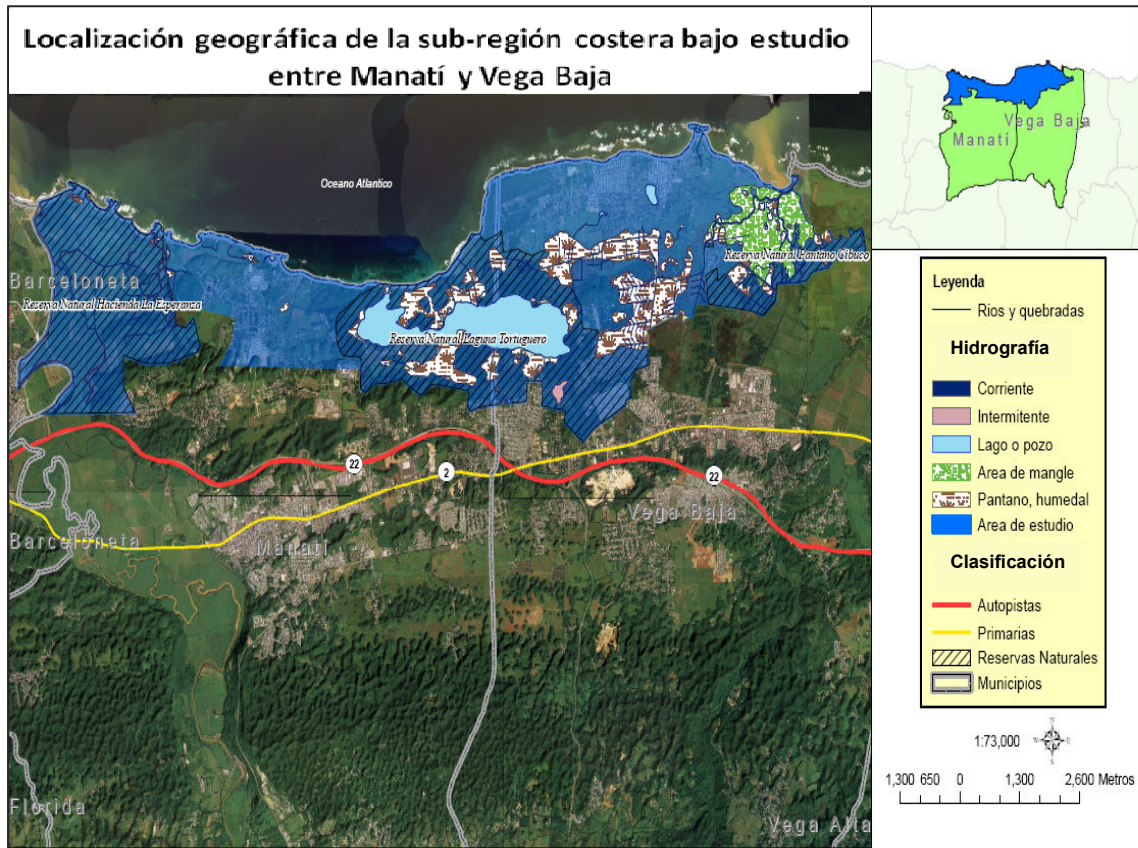 Localización geográfica de la sub-región costera bajo estudio
entre Manatí y Vega Baja
Oceano Atlantico
Barceloneta
Reserva Natural Hacienda La Esperanza
Reserva Natural Laguna Tortuguero
Reserva Natural Pantano Cibuco
22
2
22
Barceloneta
Manatí
Vega Baja
Florida
Vega Alta
Manatí
Vega Baja
Leyenda
Rios y quebradas
Hidrografía
Corriente
Intermitente
Lago o pozo
Area de mangle
Pantano, humedal
Area de estudio
Clasificación
Autopistas
Primarias
Reservas Naturales
Municipios
1:73,000
N
W E
S
1,300 650 0 1,300 2,600 Metros